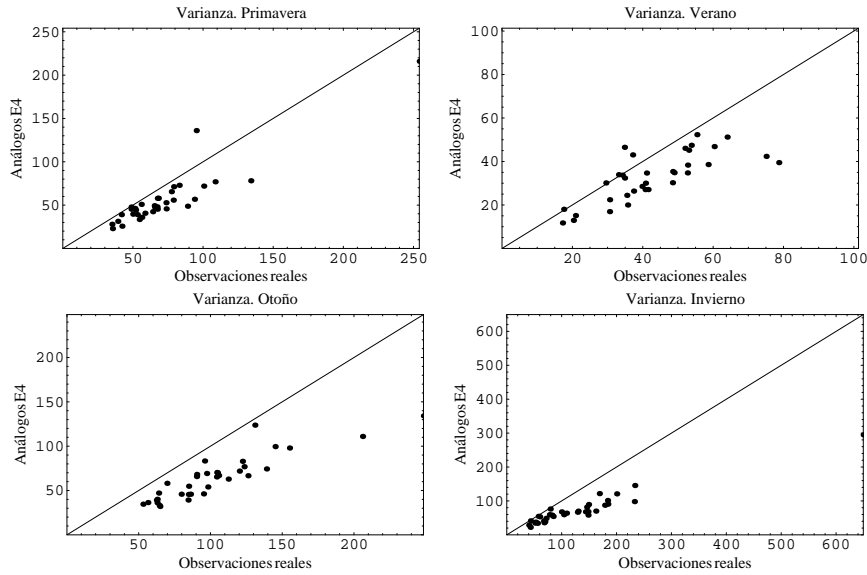 Varianza. Primavera
250
200
150
100
50
Análogos E4
50 100 150 200 250
Observaciones reales
Varianza. Verano
100
80
60
40
20
Análogos E4
20 40 60 80 100
Observaciones reales
Varianza. Otoño
200
150
100
50
Análogos E4
50 100 150 200
Observaciones reales
Varianza. Invierno
600
500
400
300
200
100
Análogos E4
100 200 300 400 500 600
Observaciones reales